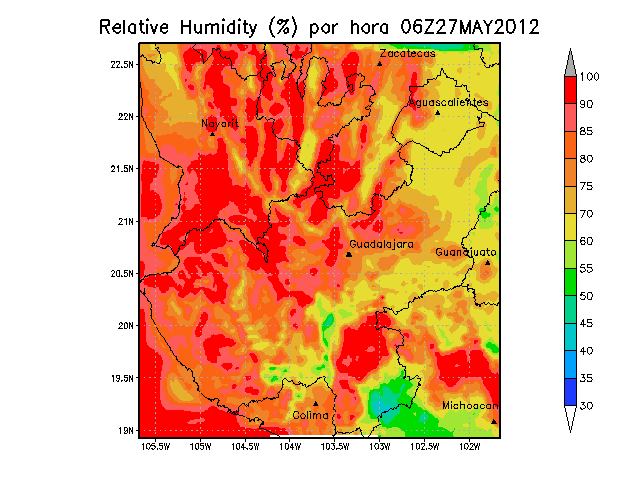 Relative Humidity (%) por hora 06Z27MAY2012
Zacatecas
22.5N
Aguascalientes
22N
Nayarit
21.5N
21N
Guadalajara
Guanajuato
20.5N
20N
19.5N
Colima
Michoacan
19N
105.5W 105W 104.5W 104W 103.5W 103W 102.5W 102W
100
90
85
80
75
70
60
55
50
45
40
35
30